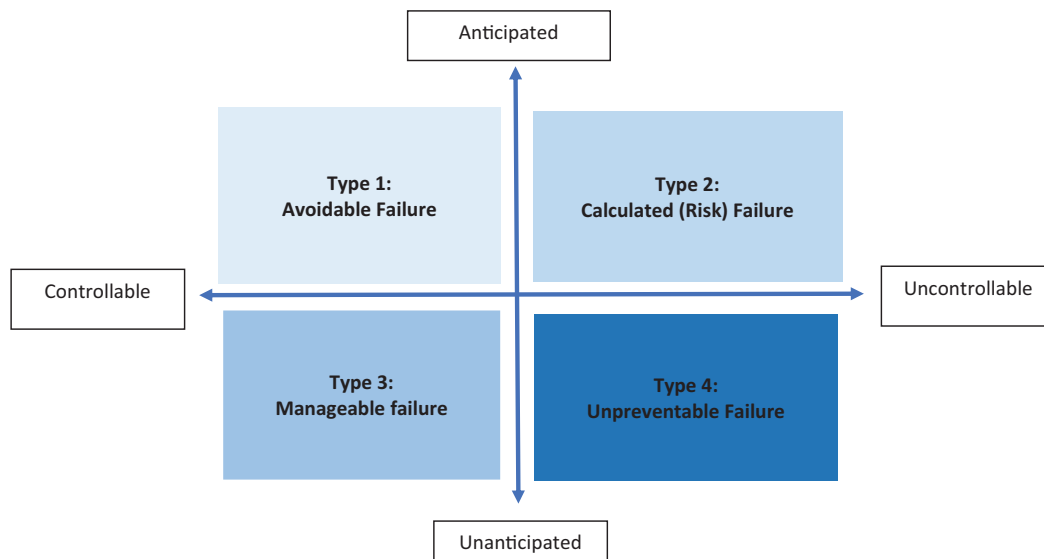 Anticipated
Type 1:
Avoidable Failure
Type 2:
Calculated (Risk) Failure
Controllable
Uncontrollable
Type 3:
Manageable failure
Type 4:
Unpreventable Failure
Unanticipated